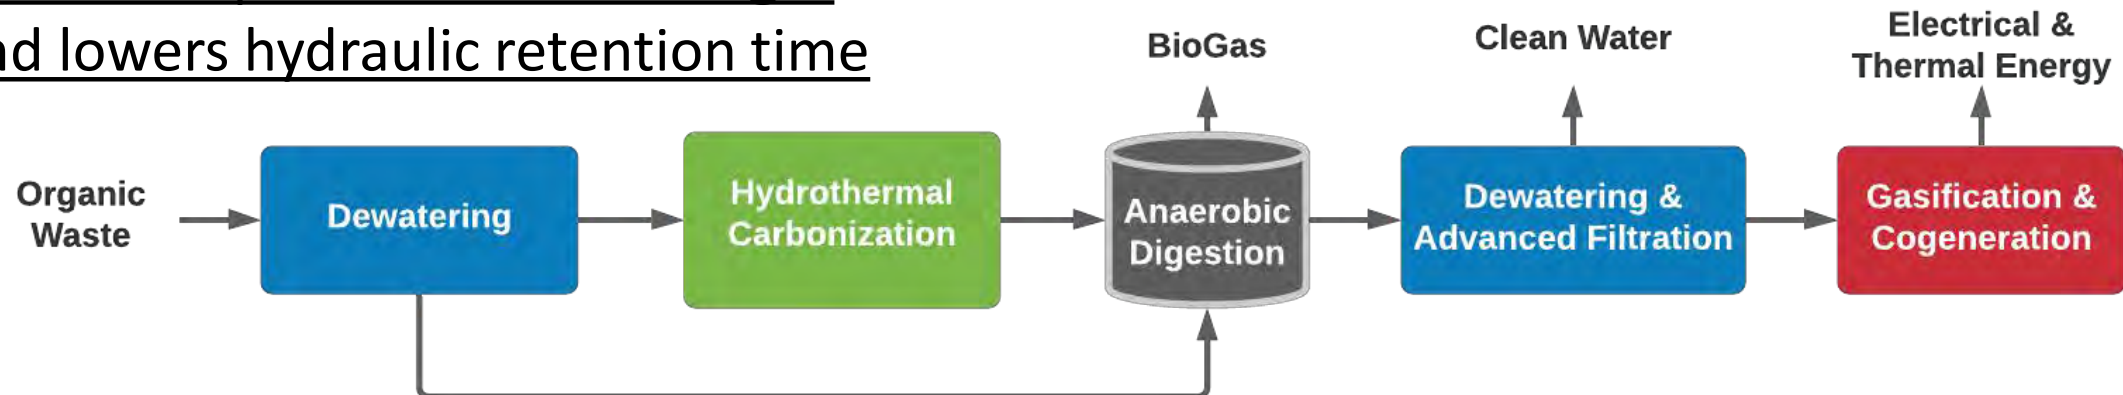 lowers hydraulic retention time
BioGas
Clean Water
Electrical &
Thermal Energy
Organic
Waste
Dewatering
Hydrothermal
Carbonization
Anaerobic
Digestion
Dewatering &
Advanced Filtration
Gasification &
Cogeneration